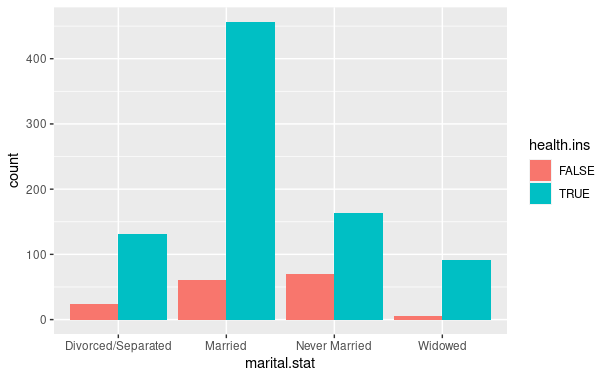 400
300
200
100
0
count
Divorced/Separated Married Never Married Widowed
marital.stat
health.ins
FALSE
TRUE